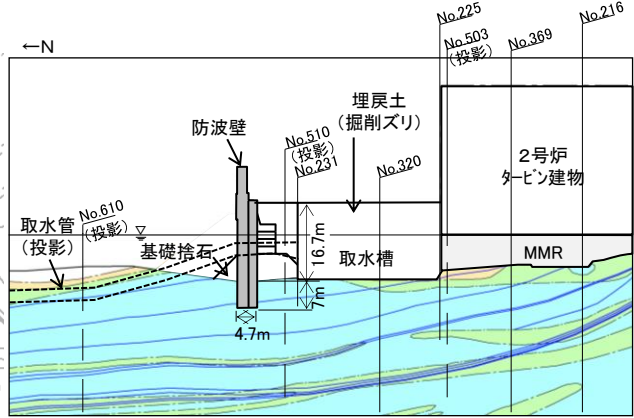 ←N
No.225
No.503
(投影)
No.369
No.216
埋戻土
(掘削ズリ)
防波壁
No.510
(投影)
No.231
No.320
2号炉
ﾀｰﾋﾞﾝ建物
No.610
(投影)
取水管
(投影)
基礎捨石
16.7m
取水槽
MMR
7m
4.7m